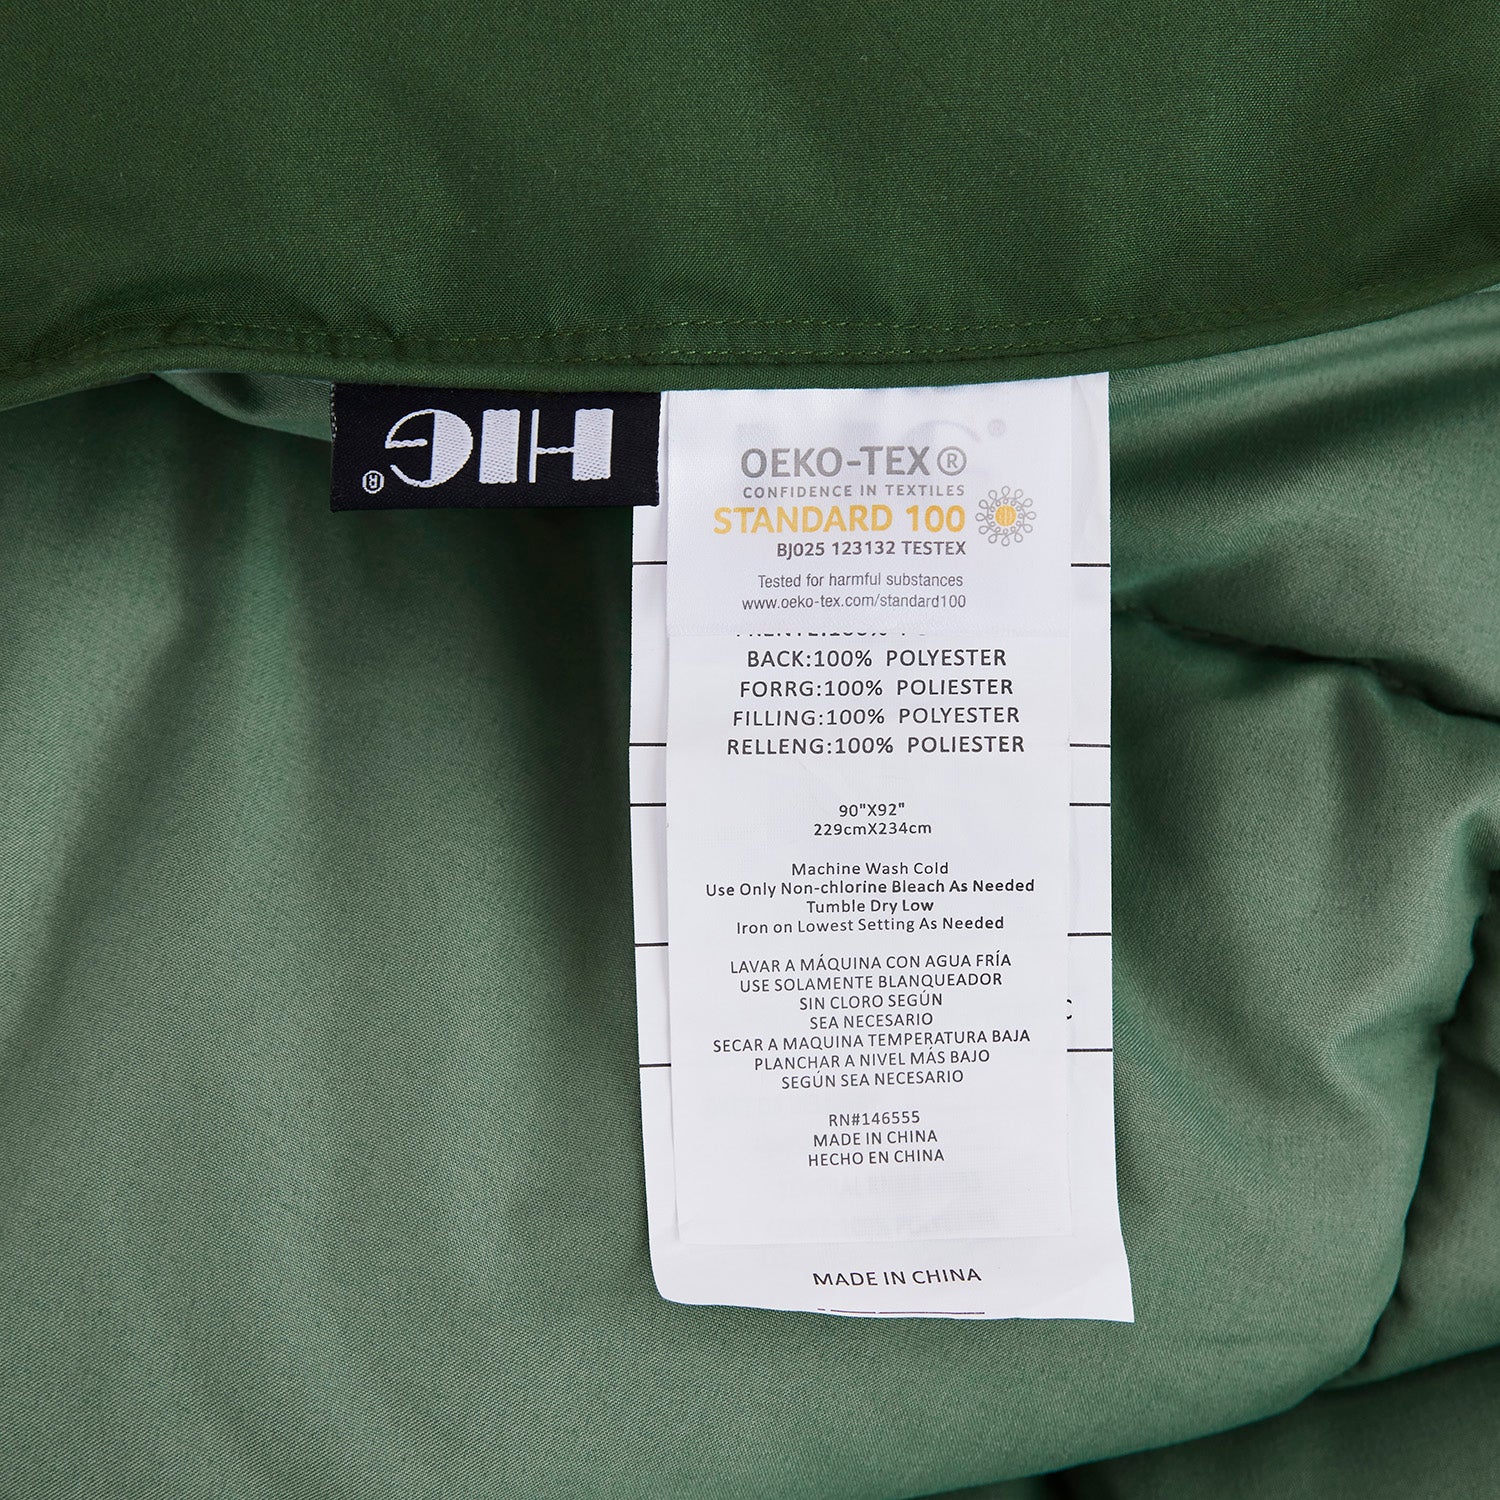 HIG
®
OEKO-TEX®
CONFIDENCE IN TEXTILES
STANDARD 100
BJ025 123132 TESTEX
Tested for harmful substances
www.oeko-tex.com/standard100
BACK:100% POLYESTER
FORRG:100% POLIESTER
FILLING:100% POLYESTER
RELLENG:100% POLIESTER
90"X92"
229cmX234cm
Machine Wash Cold
Use Only Non-chlorine Bleach As Needed
Tumble Dry Low
Iron on Lowest Setting As Needed
LAVAR A MÁQUINA CON AGUA FRÍA
USE SOLAMENTE BLANQUEADOR
SIN CLORO SEGÚN
SEA NECESARIO
SECAR A MAQUINA TEMPERATURA BAJA
PLANCHAR A NIVEL MÁS BAJO
SEGÚN SEA NECESARIO
RN#146555
MADE IN CHINA
HECHO EN CHINA
MADE IN CHINA